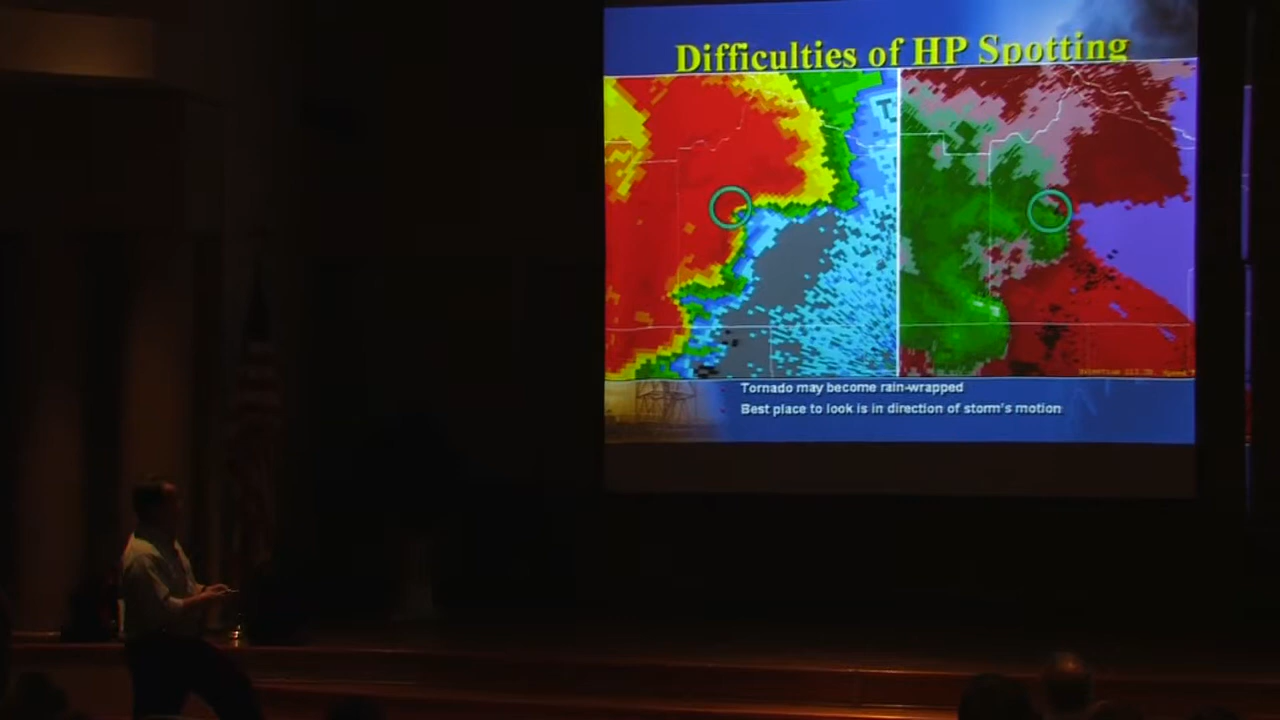 Difficulties of HP Spotting
Tornado may become rain-wrapped
Best place to look is in direction of storm's motion